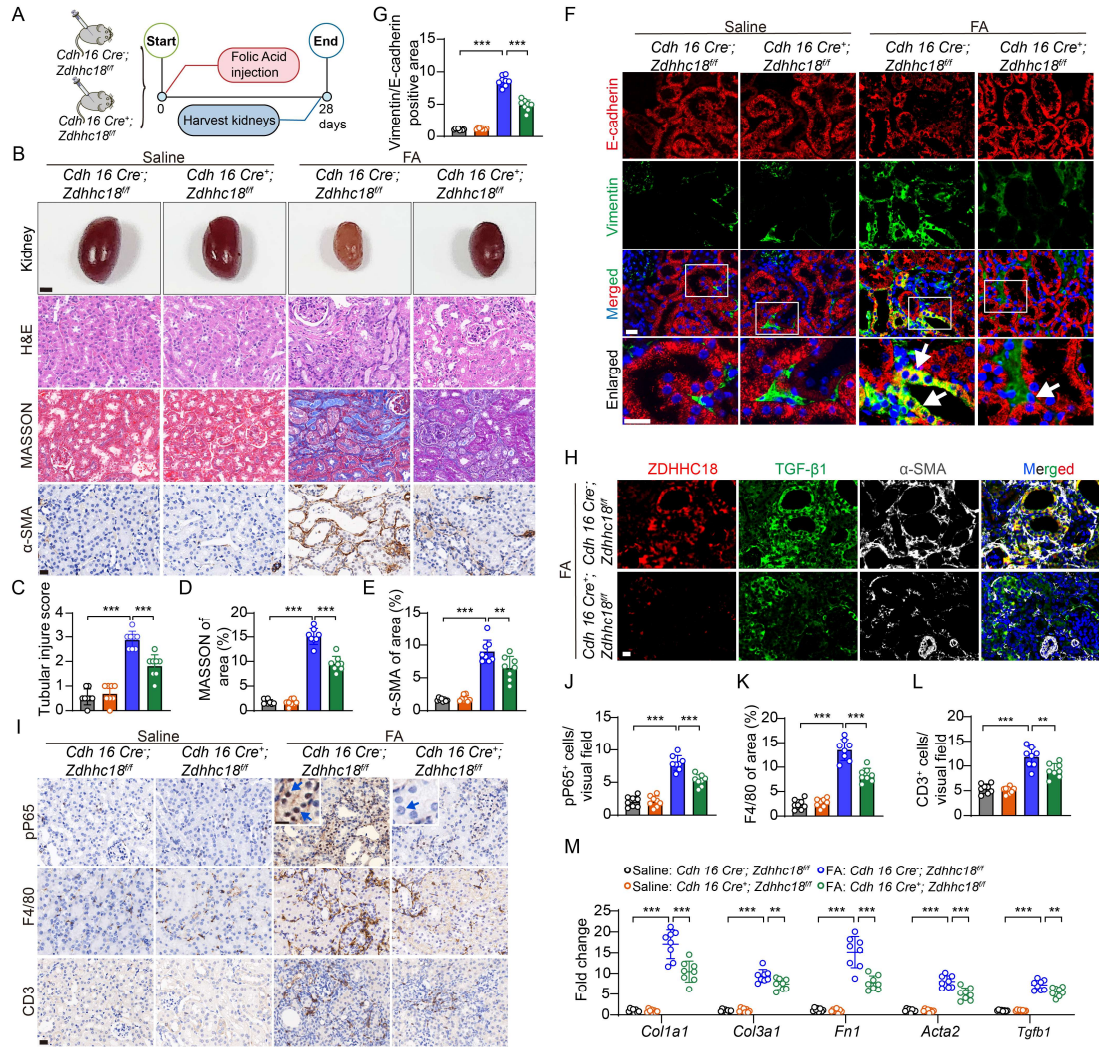 A
Cdh 16 Cre-;
Zdhhc18f/f
Cdh 16 Cre+;
Zdhhc18f/f
Start
End
Folic Acid
injection
Harvest kidneys
0
28
days
G
Vimentin/E-cadherin
positive area
15
10
5
0
*** ***
B
Saline FA
Cdh 16 Cre-;
Zdhhc18f/f
Cdh 16 Cre+;
Zdhhc18f/f
Cdh 16 Cre-;
Zdhhc18f/f
Cdh 16 Cre+;
Zdhhc18f/f
Kidney
H&E
MASSON
α-SMA
C
Tubular injure score
4
3
2
1
0
*** ***
D
MASSON of
area (%)
20
15
10
5
0
*** ***
E
α-SMA of area (%)
15
10
5
0
*** **
F
Saline FA
Cdh 16 Cre-;
Zdhhc18f/f
Cdh 16 Cre+;
Zdhhc18f/f
Cdh 16 Cre-;
Zdhhc18f/f
Cdh 16 Cre+;
Zdhhc18f/f
E-cadherin
Vimentin
Merged
Enlarged
H
ZDHHC18 TGF-β1 α-SMA Merged
FA
Cdh 16 Cre-;
Zdhhc18f/f
Cdh 16 Cre+;
Zdhhc18f/f
I
Saline FA
Cdh 16 Cre-;
Zdhhc18f/f
Cdh 16 Cre+;
Zdhhc18f/f
Cdh 16 Cre-;
Zdhhc18f/f
Cdh 16 Cre+;
Zdhhc18f/f
pP65
F4/80
CD3
J
pP65+ cells/
visual field
15
10
5
0
*** ***
K
F4/80 of area (%)
20
15
10
5
0
*** ***
L
CD3+ cells/
visual field
20
15
10
5
0
*** **
M
Saline: Cdh 16 Cre-; Zdhhc18f/f
FA: Cdh 16 Cre-; Zdhhc18f/f
Saline: Cdh 16 Cre+; Zdhhc18f/f
FA: Cdh 16 Cre+; Zdhhc18f/f
Fold change
25
20
15
10
5
0
*** *** *** ** *** *** *** *** *** **
Col1a1 Col3a1 Fn1 Acta2 Tgfb1